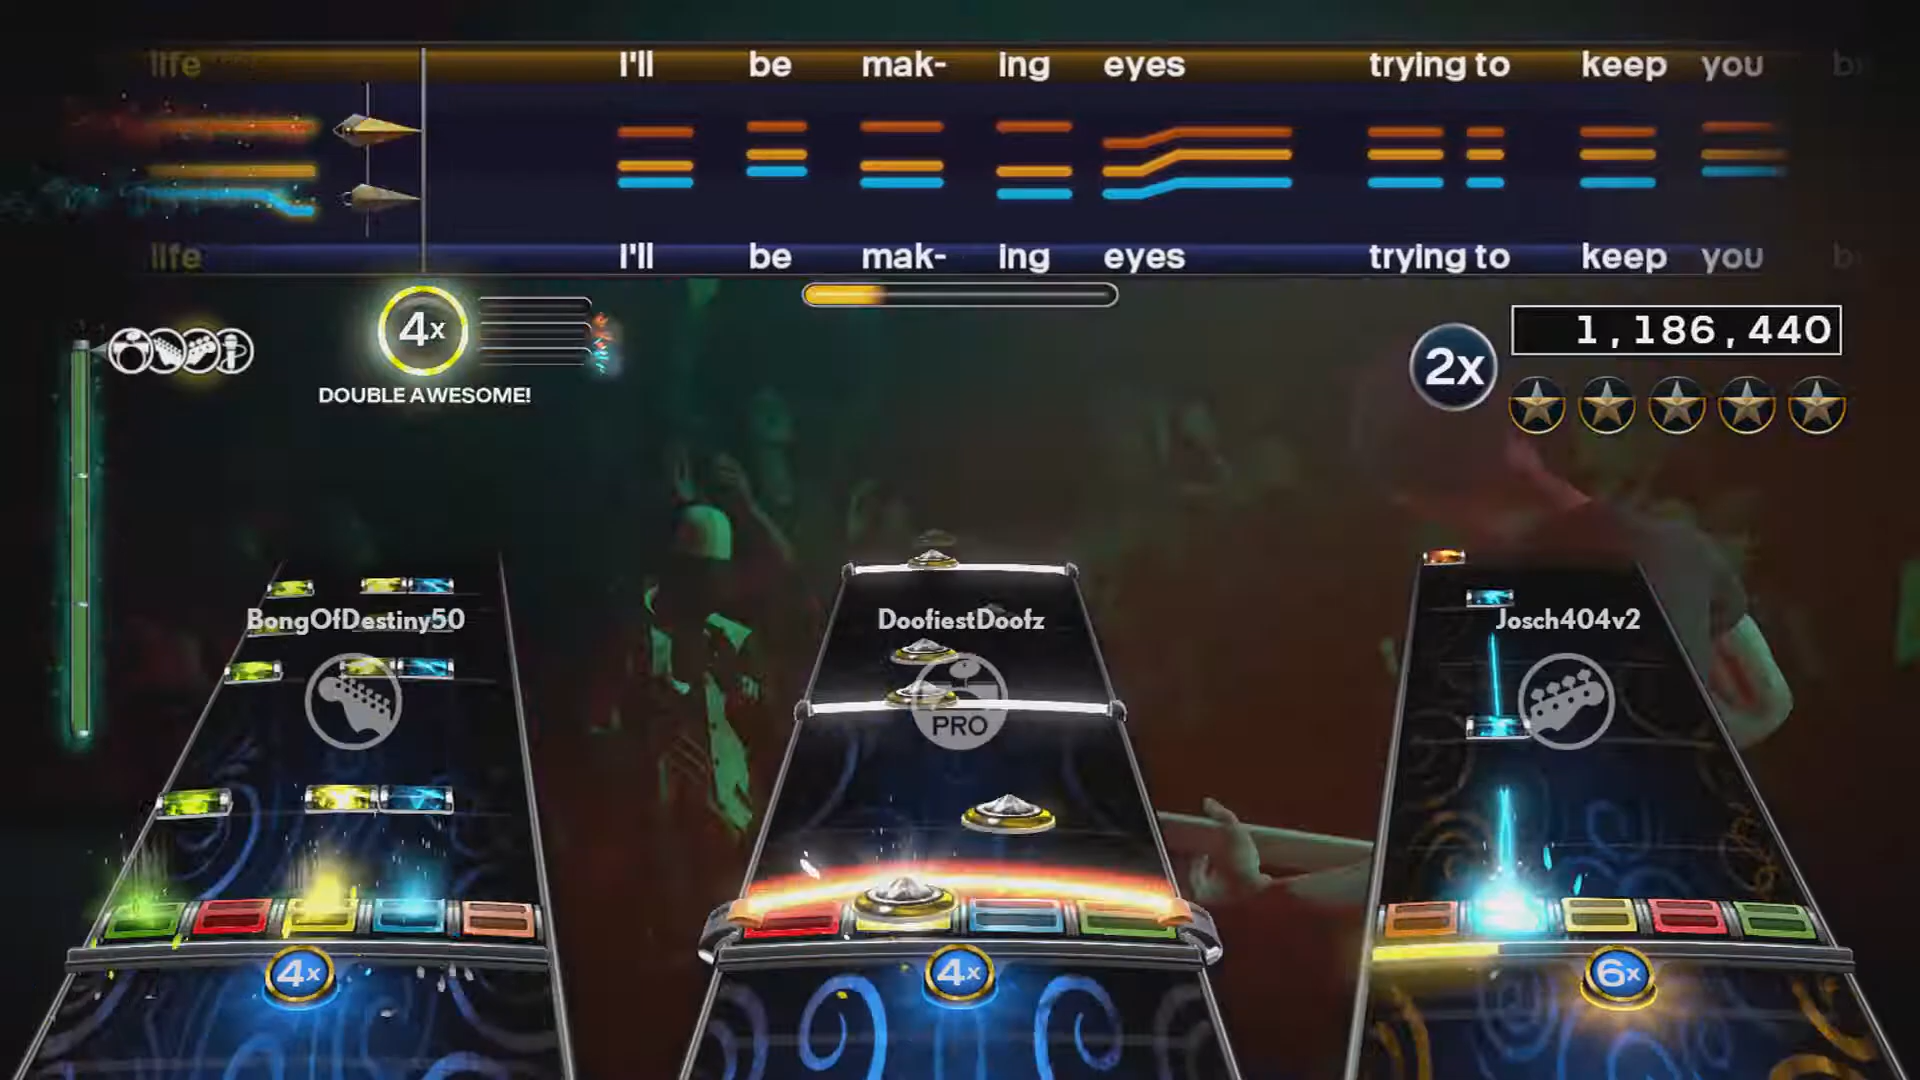 life I'll be mak- ing eyes trying to keep you
life I'll be mak- ing eyes trying to keep you
4x
DOUBLE AWESOME!
2x
1,186,440
BongOfDestiny50
DoofiestDoofz
Josch404v2
PRO
4x
4x
6x